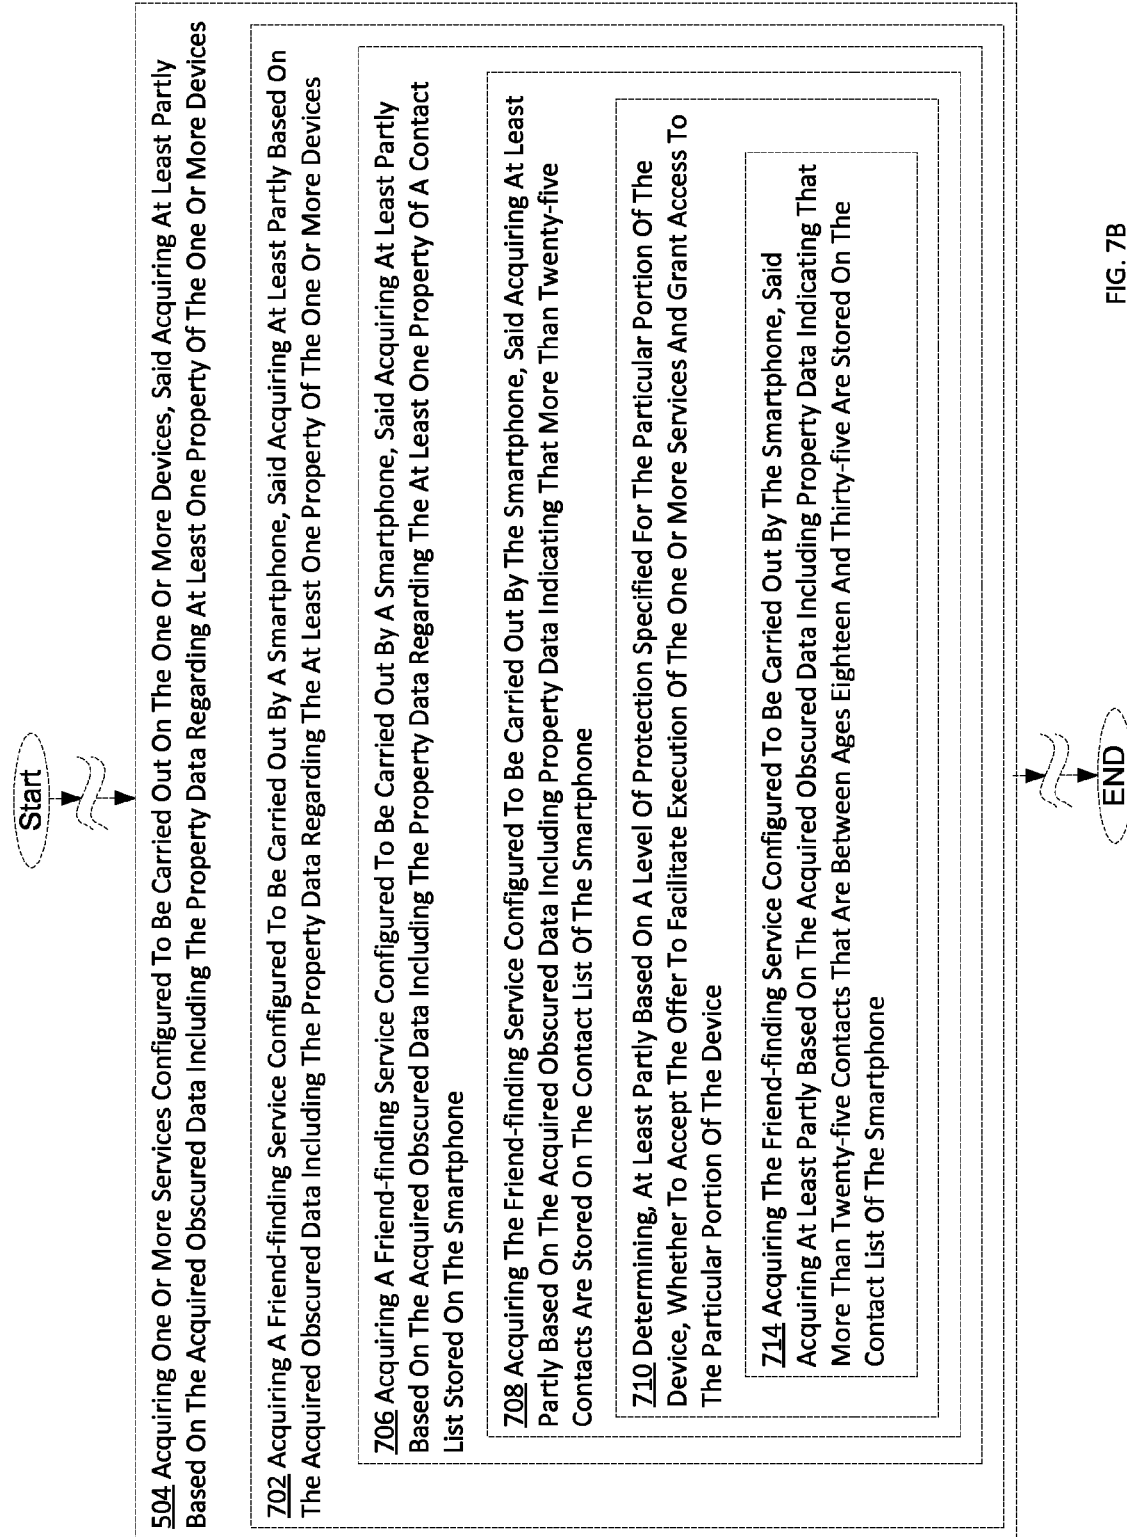 Start
504 Acquiring One Or More Services Configured To Be Carried Out On The One Or More Devices, Said Acquiring At Least Partly
Based On The Acquired Obscured Data Including The Property Data Regarding At Least One Property Of The One Or More Devices
702 Acquiring A Friend-finding Service Configured To Be Carried Out By A Smartphone, Said Acquiring At Least Partly Based On
The Acquired Obscured Data Including The Property Data Regarding The At Least One Property Of The One Or More Devices
706 Acquiring A Friend-finding Service Configured To Be Carried Out By A Smartphone, Said Acquiring At Least Partly
Based On The Acquired Obscured Data Including The Property Data Regarding The At Least One Property Of A Contact
List Stored On The Smartphone
708 Acquiring The Friend-finding Service Configured To Be Carried Out By The Smartphone, Said Acquiring At Least
Partly Based On The Acquired Obscured Data Including Property Data Indicating That More Than Twenty-five
Contacts Are Stored On The Contact List Of The Smartphone
710 Determining, At Least Partly Based On A Level Of Protection Specified For The Particular Portion Of The
Device, Whether To Accept The Offer To Facilitate Execution Of The One Or More Services And Grant Access To
The Particular Portion Of The Device
714 Acquiring The Friend-finding Service Configured To Be Carried Out By The Smartphone, Said
Acquiring At Least Partly Based On The Acquired Obscured Data Including Property Data Indicating That
More Than Twenty-five Contacts That Are Between Ages Eighteen And Thirty-five Are Stored On The
Contact List Of The Smartphone
END
FIG. 7B